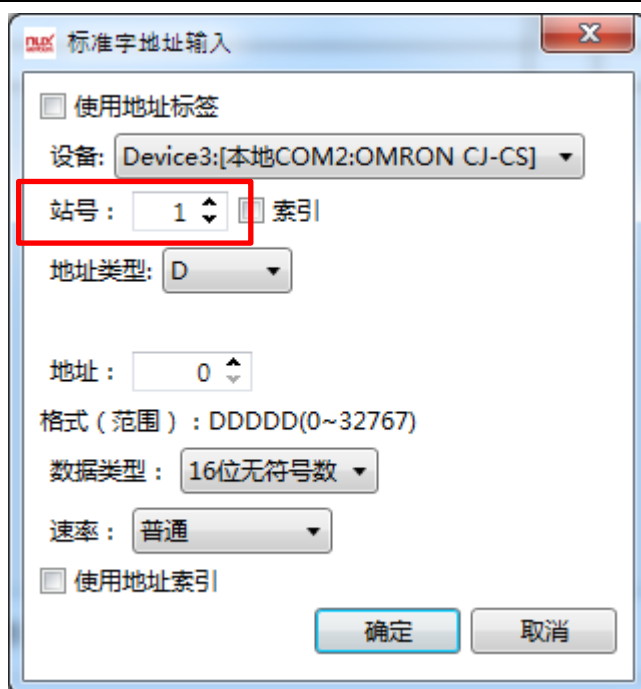 标准字地址输入
使用地址标签
设备: Device3:[本地COM2:OMRON CJ-CS]
站号： 1 索引
地址类型: D
地址： 0
格式（范围）：DDDDD(0~32767)
数据类型： 16位无符号数
速率： 普通
使用地址索引
确定 取消